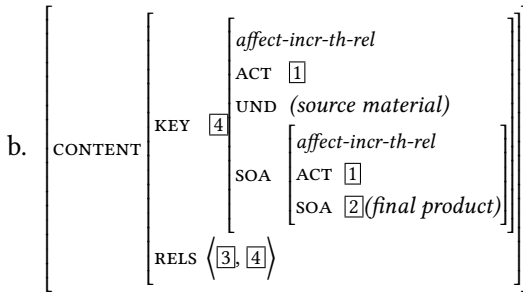 affect-incr-th-rel
ACT 1
UND (source material)
KEY 4
affect-incr-th-rel
b. CONTENT
SOA
ACT 1
SOA 2(final product)
RELS ⟨3, 4⟩